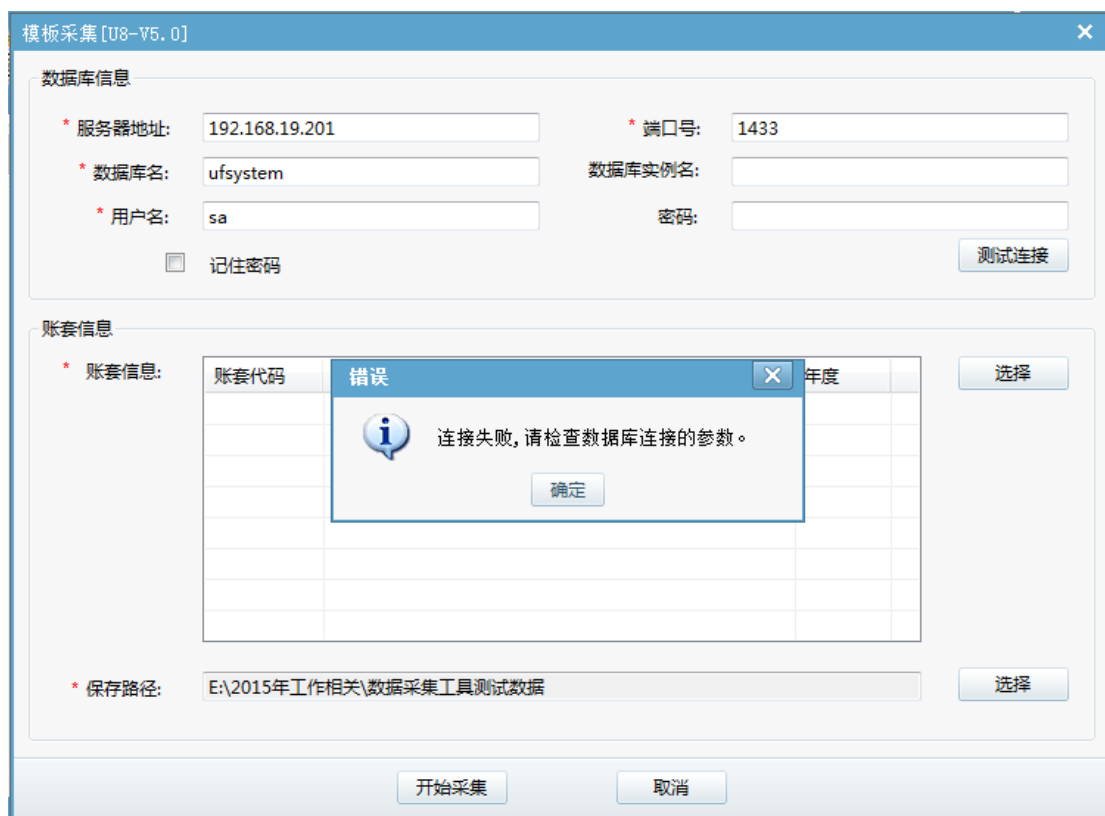 模板采集[U8-V5.0]
数据库信息
* 服务器地址: 192.168.19.201 * 端口号: 1433
* 数据库名: ufsystem 数据库实例名:
* 用户名: sa 密码:
记住密码 测试连接
账套信息
* 账套信息: 账套代码 年度 选择
错误
连接失败,请检查数据库连接的参数。
确定
* 保存路径: E:\2015年工作相关\数据采集工具测试数据 选择
开始采集 取消